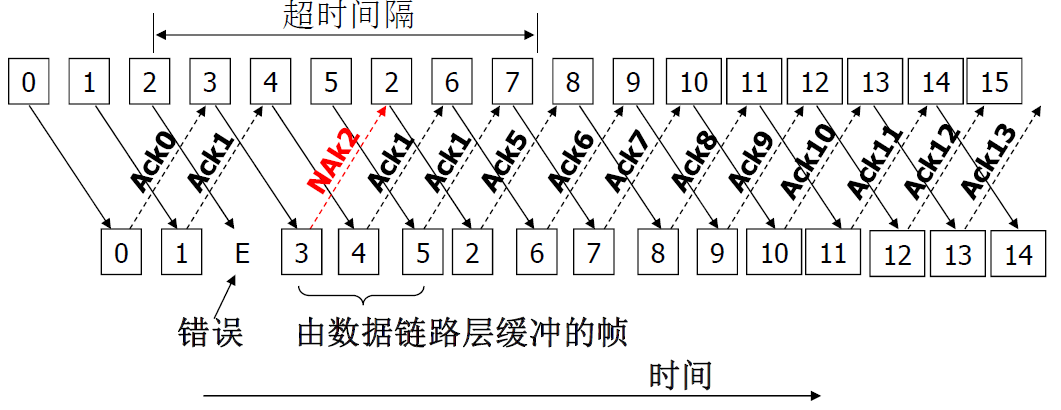 超时间隔
0 1 2 3 4 5 2 6 7 8 9 10 11 12 13 14 15
Ack0 Ack1 NAk2 Ack1 Ack1 Ack5 Ack6 Ack7 Ack8 Ack9 Ack10 Ack11 Ack12 Ack13
0 1 E 3 4 5 2 6 7 8 9 10 11 12 13 14
错误 由数据链路层缓冲的帧
时间